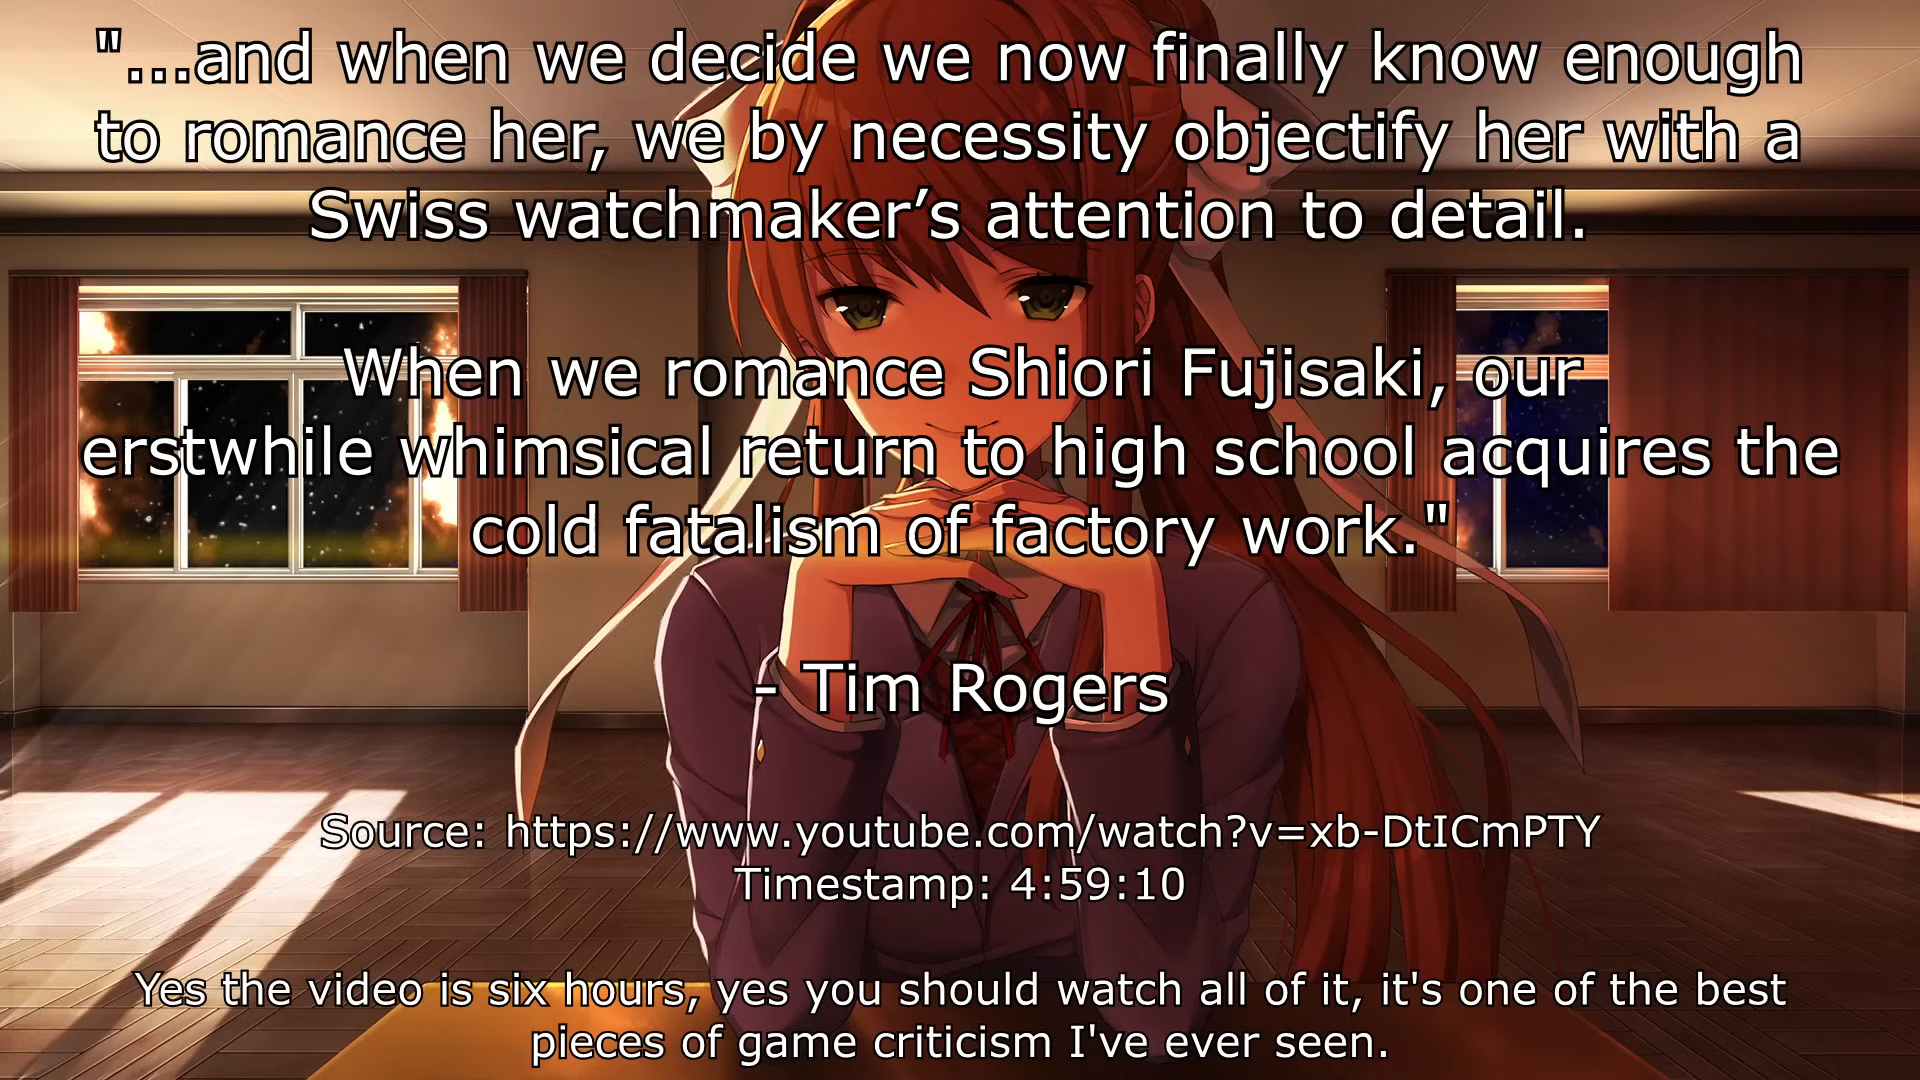 "...and when we decide we now finally know enough
to romance her, we by necessity objectify her with a
Swiss watchmaker’s attention to detail.
When we romance Shiori Fujisaki, our
erstwhile whimsical return to high school acquires the
cold fatalism of factory work."
- Tim Rogers
Source: https://www.youtube.com/watch?v=xb-DtICmPTY
Timestamp: 4:59:10
Yes the video is six hours, yes you should watch all of it, it's one of the best
pieces of game criticism I've ever seen.